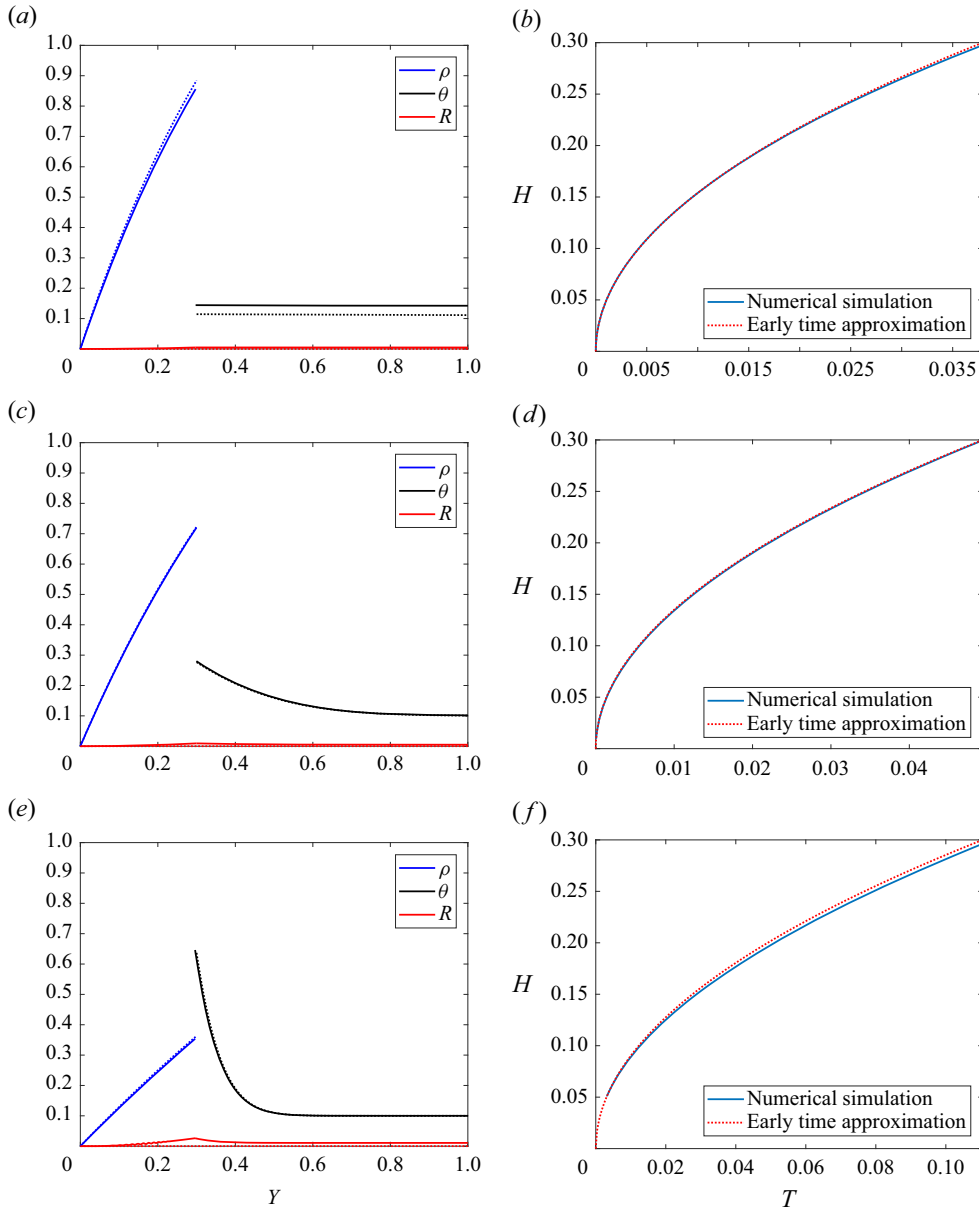 (a)
1.0
0.9
0.8
0.7
0.6
0.5
0.4
0.3
0.2
0.1
0 0.2 0.4 0.6 0.8 1.0
ρ
θ
R
(b)
0.30
0.25
0.20
0.15
0.10
0.05
H
0 0.005 0.015 0.025 0.035
Numerical simulation
Early time approximation
(c)
1.0
0.9
0.8
0.7
0.6
0.5
0.4
0.3
0.2
0.1
0 0.2 0.4 0.6 0.8 1.0
ρ
θ
R
(d)
0.30
0.25
0.20
0.15
0.10
0.05
H
0 0.01 0.02 0.03 0.04
Numerical simulation
Early time approximation
(e)
1.0
0.9
0.8
0.7
0.6
0.5
0.4
0.3
0.2
0.1
0 0.2 0.4 0.6 0.8 1.0
Y
ρ
θ
R
(f)
0.30
0.25
0.20
0.15
0.10
0.05
H
0 0.02 0.04 0.06 0.08 0.10
T
Numerical simulation
Early time approximation